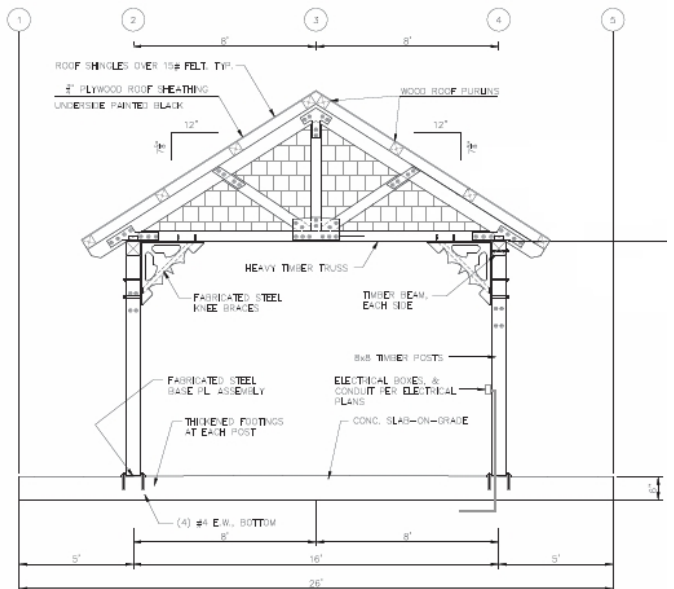 1 2 3 4 5
8' 8'
ROOF SHINGLES OVER 15# FELT, TYP.
PLYWOOD ROOF SHEATHING
UNDERSIDE PAINTED BLACK
WOOD ROOF PURLINS
12" 12"
HEAVY TIMBER TRUSS
FABRICATED STEEL
KNEE BRACES
TIMBER BEAM,
EACH SIDE
8x8 TIMBER POSTS
FABRICATED STEEL
BASE PL ASSEMBLY
ELECTRICAL BOXES, &
CONDUIT PER ELECTRICAL
PLANS
THICKENED FOOTINGS
AT EACH POST
CONC. SLAB-ON-GRADE
6"
(4) #4 E.W., BOTTOM
8' 8'
5' 16' 5'
26'